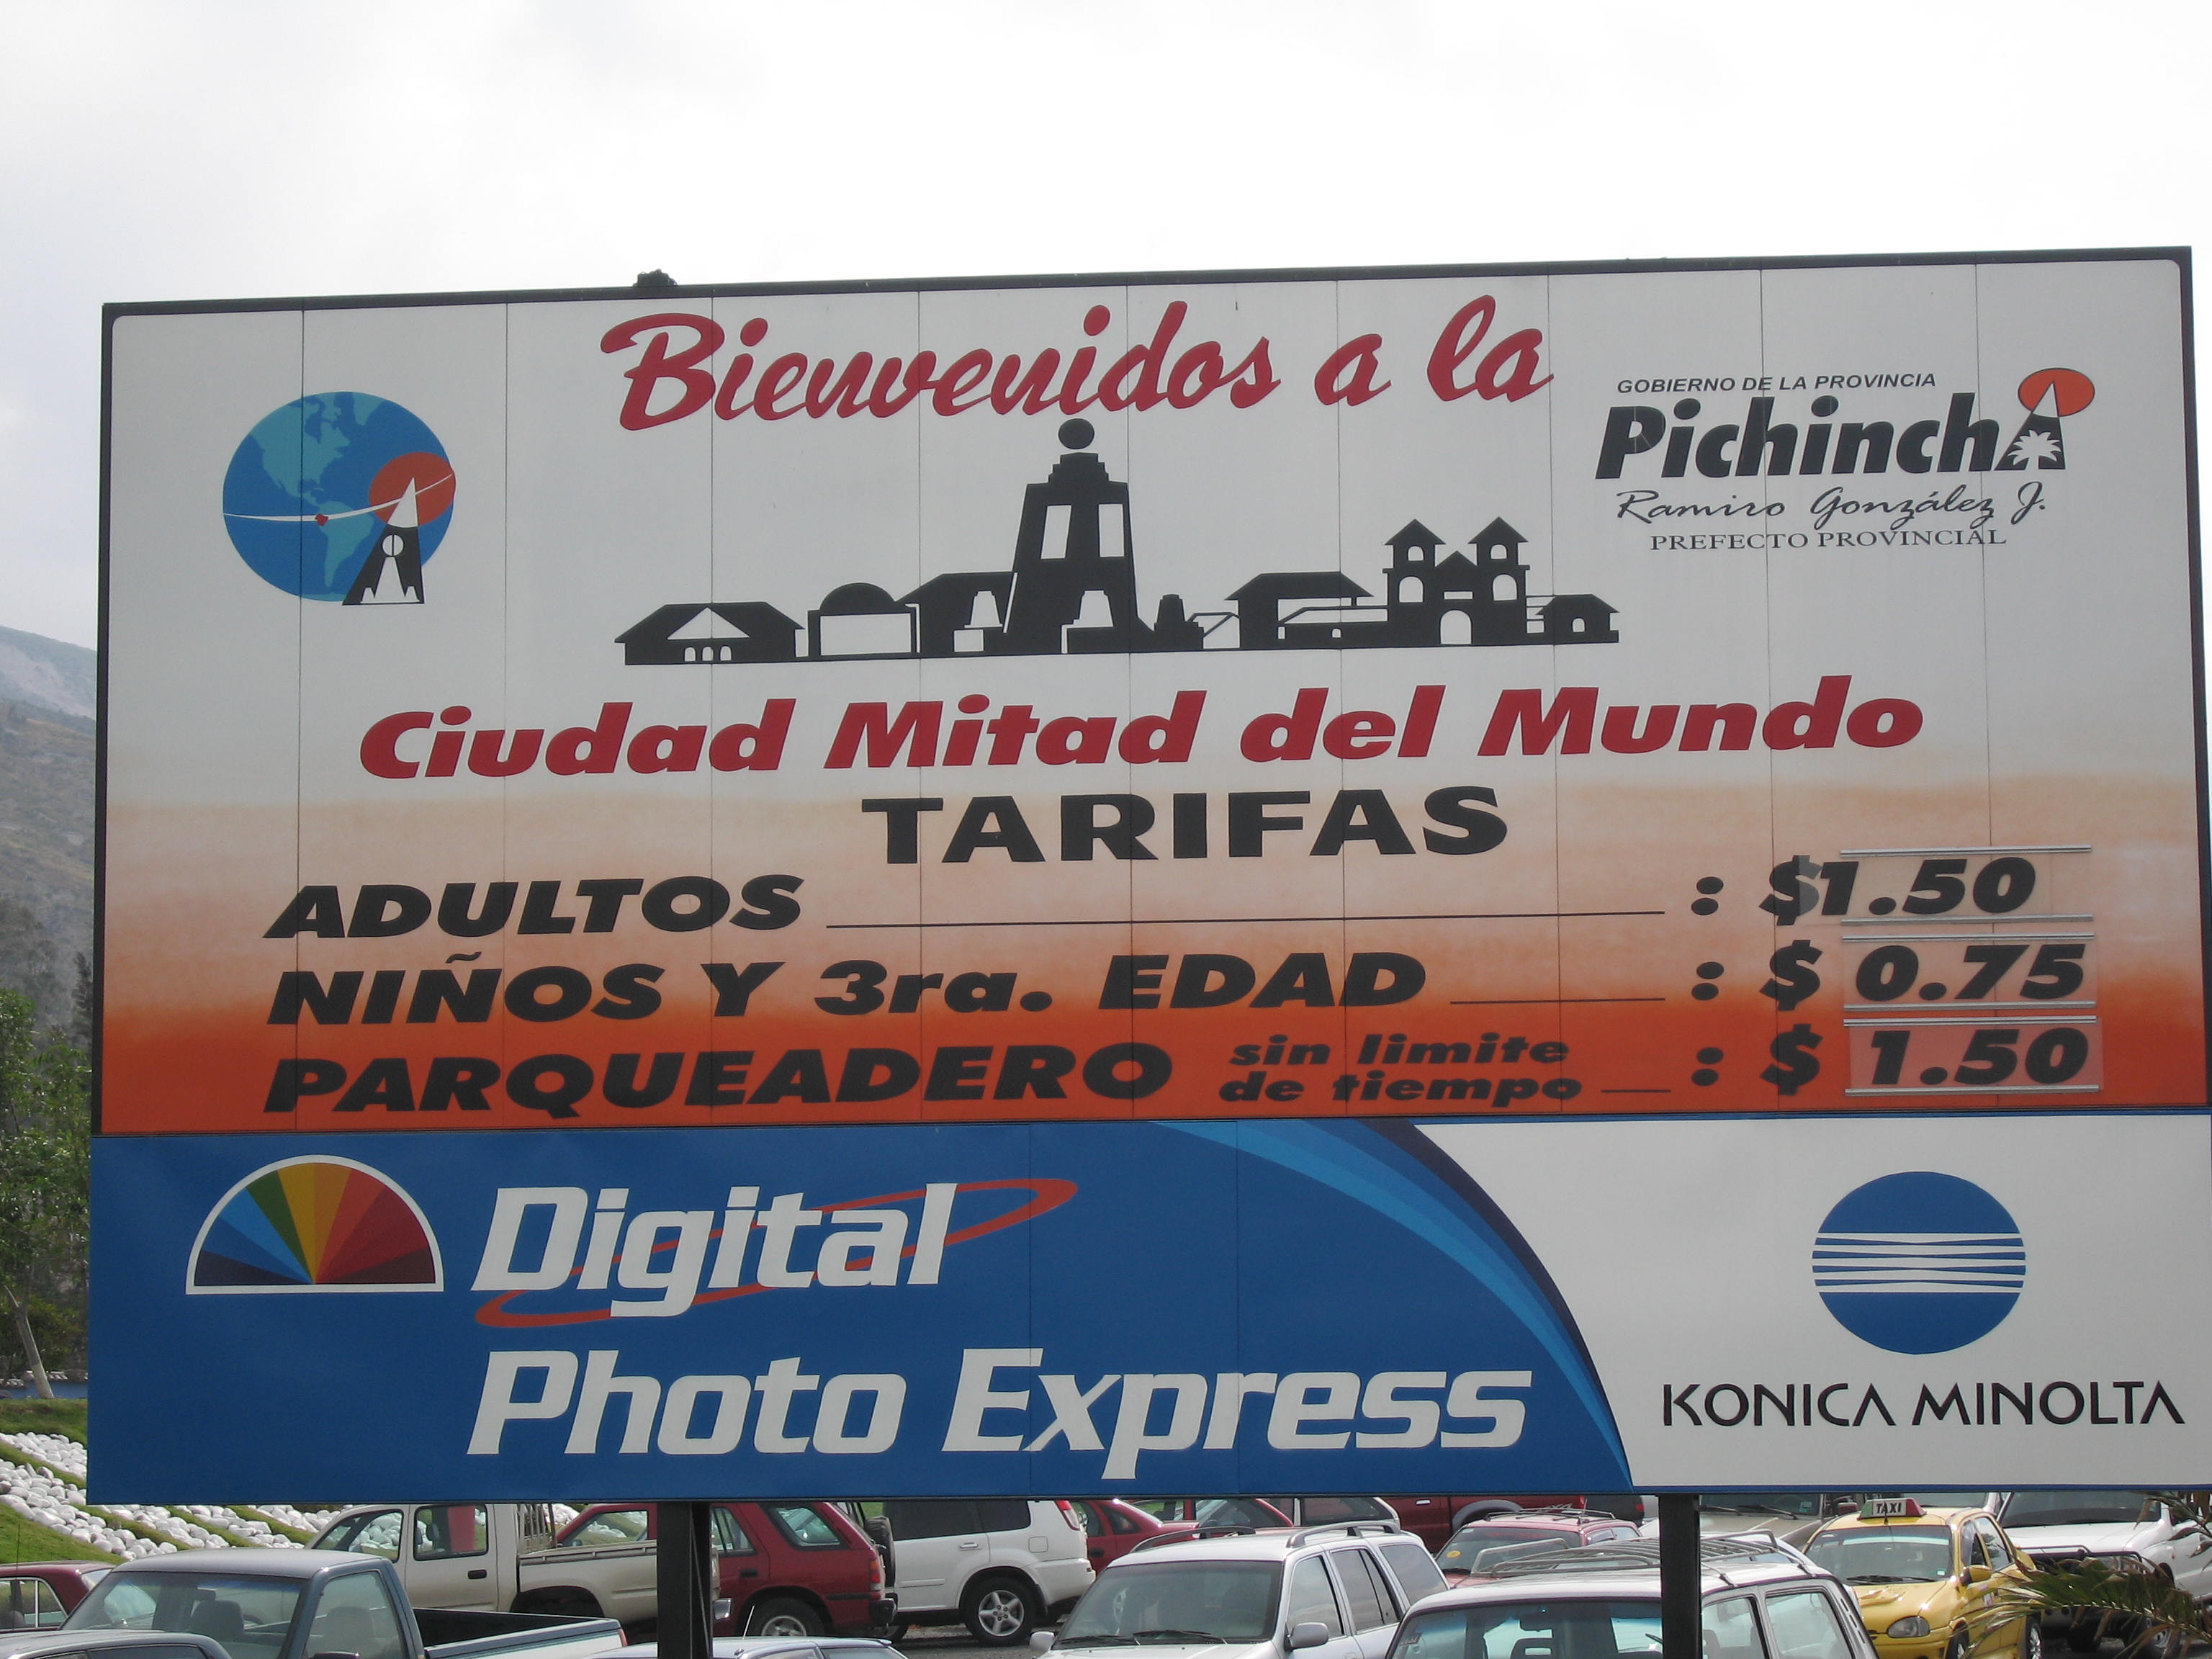 Bienvenidos a la
GOBIERNO DE LA PROVINCIA
Pichincha
Ramiro González J.
PREFECTO PROVINCIAL
Ciudad Mitad del Mundo
TARIFAS
ADULTOS : $1.50
NIÑOS Y 3ra. EDAD : $ 0.75
PARQUEADERO sin limite de tiempo : $ 1.50
Digital
Photo Express
KONICA MINOLTA
TAXI